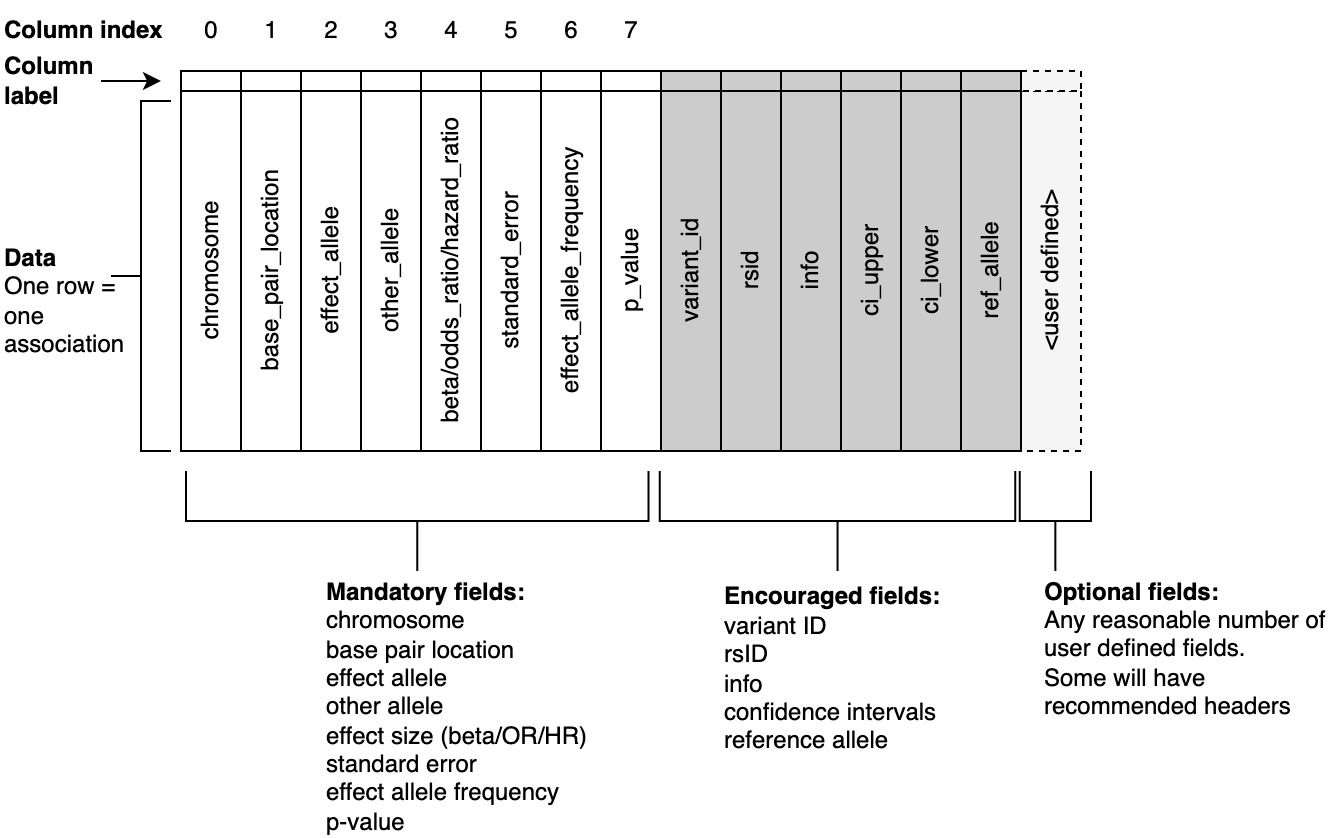 Column index 0 1 2 3 4 5 6 7
Column
label
Data
One row =
one
association
chromosome
base_pair_location
effect_allele
other_allele
beta/odds_ratio/hazard_ratio
standard_error
effect_allele_frequency
p_value
variant_id
rsid
info
ci_upper
ci_lower
ref_allele
<user defined>
Mandatory fields:
chromosome
base pair location
effect allele
other allele
effect size (beta/OR/HR)
standard error
effect allele frequency
p-value
Encouraged fields:
variant ID
rsID
info
confidence intervals
reference allele
Optional fields:
Any reasonable number of
user defined fields.
Some will have
recommended headers